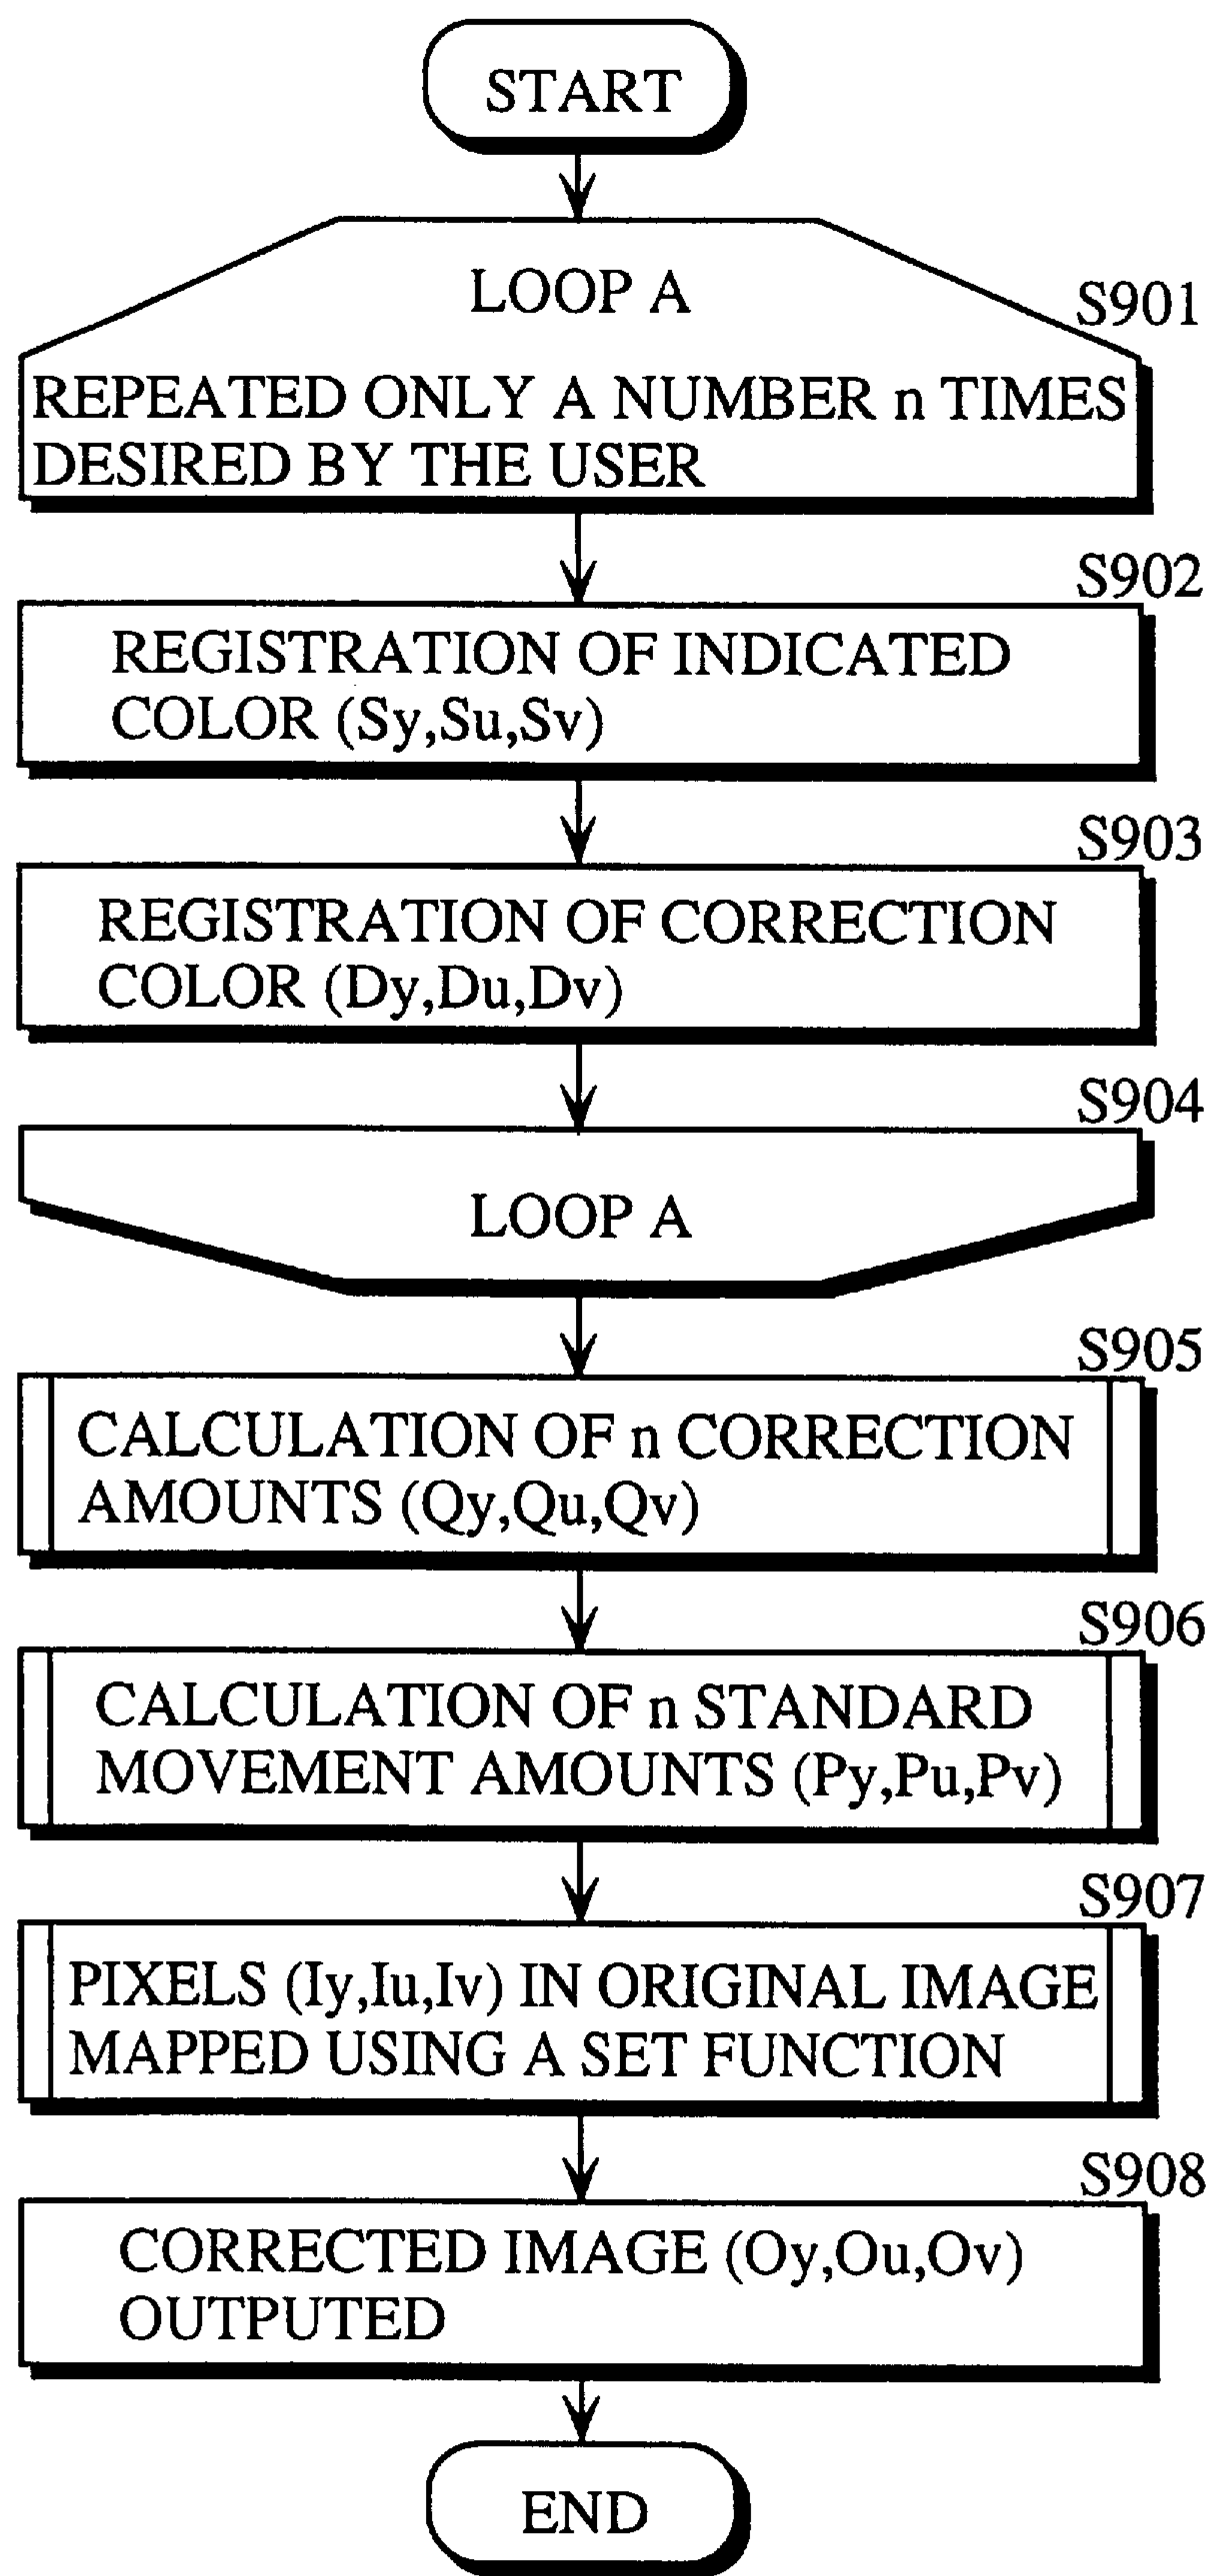 START
LOOP A
S901
REPEATED ONLY A NUMBER n TIMES
DESIRED BY THE USER
S902
REGISTRATION OF INDICATED
COLOR (Sy,Su,Sv)
S903
REGISTRATION OF CORRECTION
COLOR (Dy,Du,Dv)
S904
LOOP A
S905
CALCULATION OF n CORRECTION
AMOUNTS (Qy,Qu,Qv)
S906
CALCULATION OF n STANDARD
MOVEMENT AMOUNTS (Py,Pu,Pv)
S907
PIXELS (Iy,Iu,Iv) IN ORIGINAL IMAGE
MAPPED USING A SET FUNCTION
S908
CORRECTED IMAGE (Oy,Ou,Ov)
OUTPUTED
END